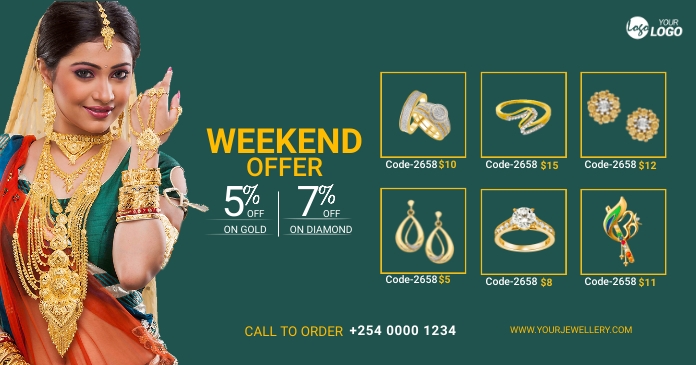 Logo YOUR LOGO
WEEKEND
OFFER
5% OFF
ON GOLD
7% OFF
ON DIAMOND
Code-2658 $10
Code-2658 $15
Code-2658 $12
Code-2658 $5
Code-2658 $8
Code-2658 $11
CALL TO ORDER +254 0000 1234
WWW.YOURJEWELLERY.COM